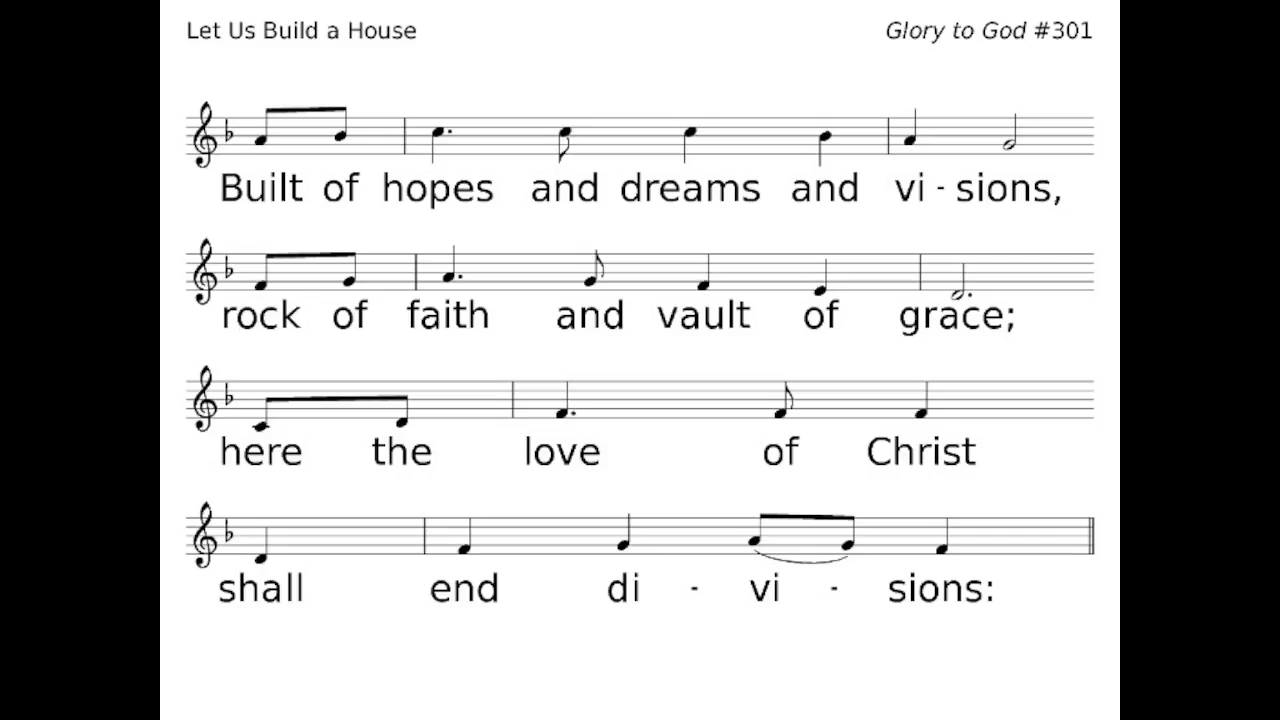 Let Us Build a House
Glory to God #301
Built of hopes and dreams and vi - sions,
rock of faith and vault of grace;
here the love of Christ
shall end di - vi - sions: